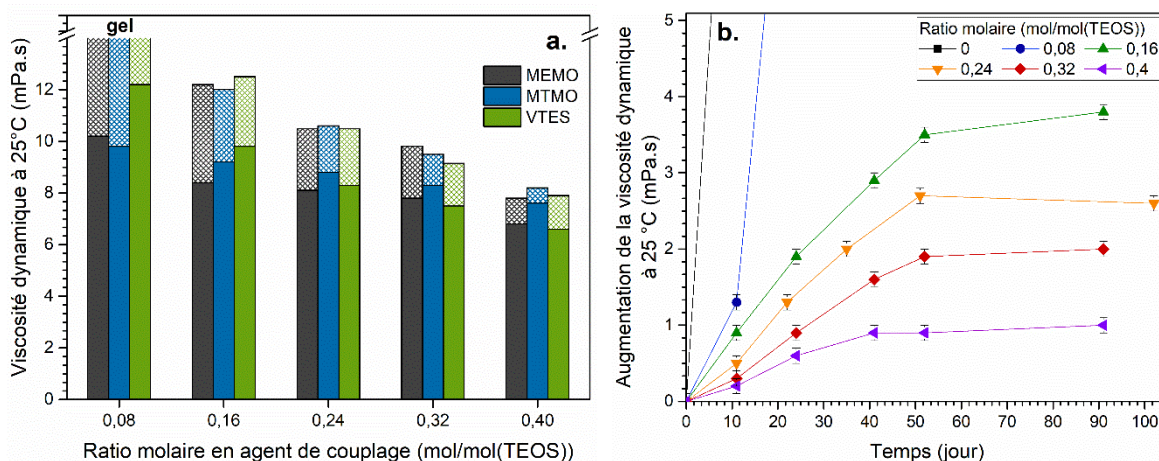 gel
a.
MEMO
MTMO
VTES
Viscosité dynamique à 25°C (mPa.s)
12
10
8
6
4
2
0
0,08
0,16
0,24
0,32
0,40
Ratio molaire en agent de couplage (mol/mol(TEOS))
b.
Ratio molaire (mol/mol(TEOS))
0
0,08
0,16
0,24
0,32
0,4
Augmentation de la viscosité dynamique
à 25 °C (mPa.s)
5
4
3
2
1
0
0
10
20
30
40
50
60
70
80
90
100
Temps (jour)